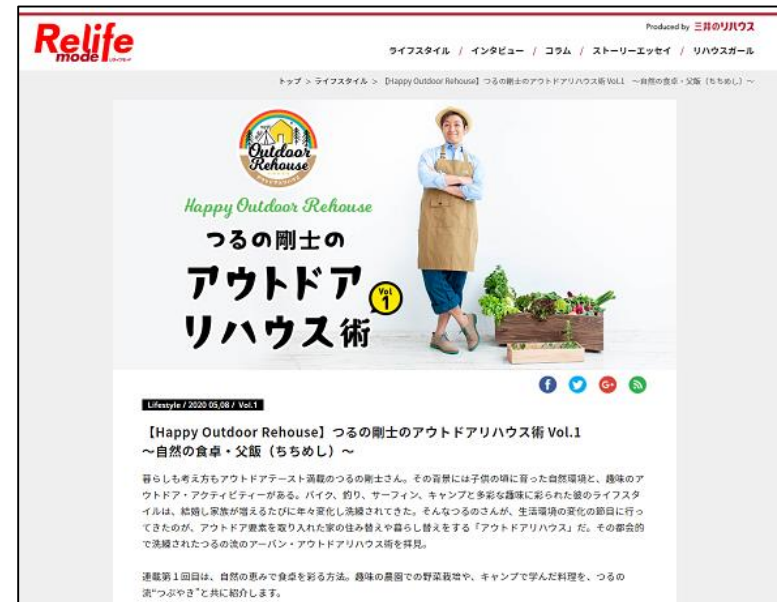 Produced by 三井のリハウス
Relife
mode
ライフスタイル / インタビュー / コラム / ストーリーエッセイ / リハウスガール
トップ > ライフスタイル > 【Happy Outdoor Rehouse】つるの剛士のアウトドアリハウス術 Vol.1 ～自然の食卓・父飯（ちちめし）～
Outdoor
Rehouse
アウトドアリハウス
Happy Outdoor Rehouse
つるの剛士の
アウトドア
Vol
1
リハウス術
Lifestyle / 2020 05,08 / Vol.1
【Happy Outdoor Rehouse】つるの剛士のアウトドアリハウス術 Vol.1
～自然の食卓・父飯（ちちめし）～
暮らしも考え方もアウトドアテースト満載のつるの剛士さん。その背景には子供の頃に育った自然環境と、趣味のア
ウトドア・アクティビティーがある。バイク、釣り、サーフィン、キャンプと多彩な趣味に彩られた彼のライフスタ
イルは、結婚し家族が増えるたびに年々変化し洗練されてきた。そんなつるのさんが、生活環境の変化の節目に行っ
てきたのが、アウトドア要素を取り入れた家の住み替えや暮らし替えをする「アウトドアリハウス」だ。その都会的
で洗練されたつるの流のアーバン・アウトドアリハウス術を拝見。
連載第１回目は、自然の恵みで食卓を彩る方法。趣味の農園での野菜栽培や、キャンプで学んだ料理を、つるの
流“つぶやき”と共に紹介します。